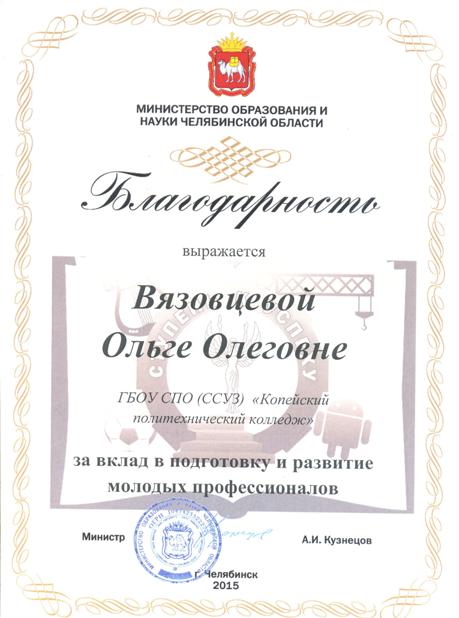 МИНИСТЕРСТВО ОБРАЗОВАНИЯ И
НАУКИ ЧЕЛЯБИНСКОЙ ОБЛАСТИ
Благодарность
выражается
Вязовцевой
Ольге Олеговне
ГБОУ СПО (ССУЗ) «Копейский
политехнический колледж»
за вклад в подготовку и развитие
молодых профессионалов
Министр
А.И. Кузнецов
г. Челябинск
2015